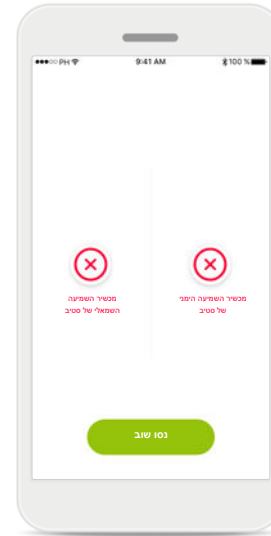 PH 9:41 AM 100 %
מכשיר השמיעה הימני
של סטיב
מכשיר השמיעה
השמאלי של סטיב
נסו שוב